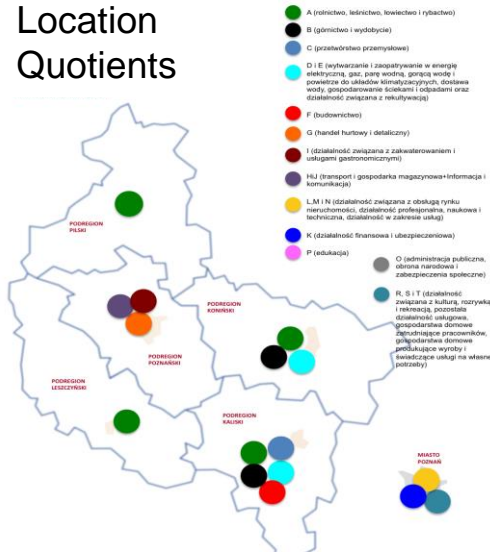 Location
Quotients
A (rolnictwo, leśnictwo, łowiectwo i rybactwo)
B (górnictwo i wydobycie)
C (przetwórstwo przemysłowe)
D i E (wytwarzanie i zaopatrywanie w energię
elektryczną, gaz, parę wodną, gorącą wodę i
powietrze do układów klimatyzacyjnych, dostawa
wody, gospodarowanie ściekami i odpadami oraz
działalność związana z rekultywacją)
F (budownictwo)
G (handel hurtowy i detaliczny)
I (działalność związana z zakwaterowaniem i
usługami gastronomicznymi)
HiJ (transport i gospodarka magazynowa+Informacja i
komunikacja)
L,M i N (działalność związana z obsługą rynku
nieruchomości, działalność profesjonalna, naukowa i
techniczna, działalność w zakresie usług)
K (działalność finansowa i ubezpieczeniowa)
P (edukacja)
O (administracja publiczna,
obrona narodowa i
zabezpieczenia społeczne)
R, S i T (działalność
związana z kulturą, rozrywką
i rekreacją, pozostała
działalność usługowa,
gospodarstwa domowe
zatrudniające pracowników,
gospodarstwa domowe
produkujące wyroby i
świadczące usługi na własne
potrzeby)
PODREGION
PILSKI
PODREGION
KONIŃSKI
PODREGION
POZNAŃSKI
PODREGION
LESZCZYŃSKI
PODREGION
KALISKI
MIASTO
POZNAŃ